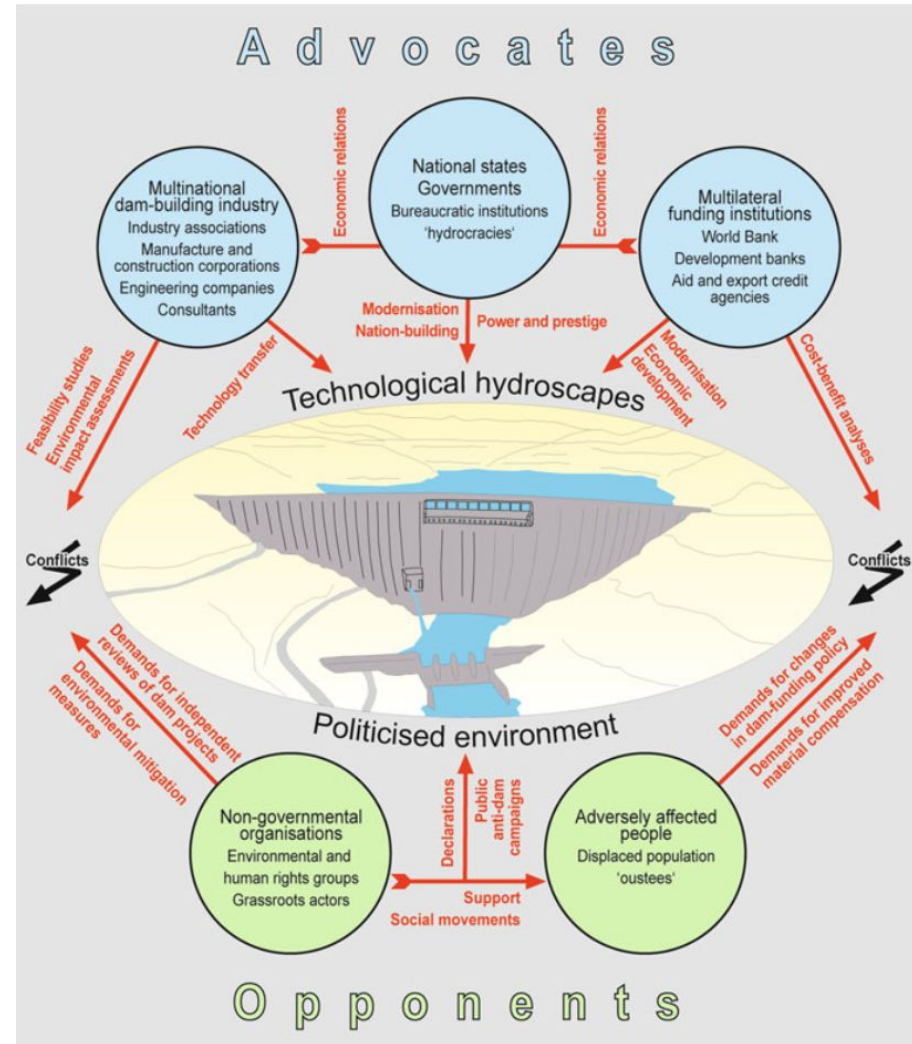 Advocates
Economic relations
Economic relations
National states
Governments
Bureaucratic institutions
'hydrocracies'
Multinational
dam-building industry
Industry associations
Manufacture and
construction corporations
Engineering companies
Consultants
Multilateral
funding institutions
World Bank
Development banks
Aid and export credit
agencies
Modernisation
Nation-building
Power and prestige
Feasibility studies
Environmental
impact assessments
Technology transfer
Modernisation
Economic
development
Cost-benefit analyses
Technological hydroscapes
Conflicts
Conflicts
Demands for independent
reviews of dam projects
Demands for
environmental mitigation
measures
Demands for changes
in dam-funding policy
Demands for improved
material compensation
Politicised environment
Non-governmental
organisations
Environmental and
human rights groups
Grassroots actors
Declarations
Public
anti-dam
campaigns
Adversely affected
people
Displaced population
'oustees'
Support
Social movements
Opponents